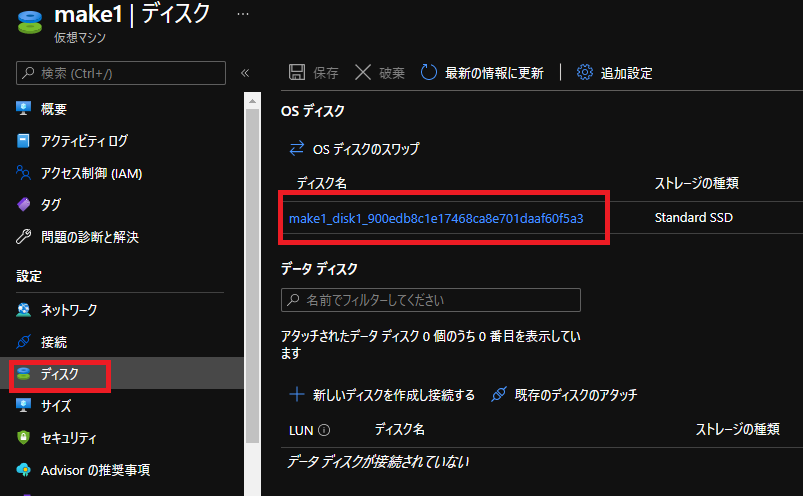 make1 | ディスク …
仮想マシン
検索 (Ctrl+/)
«
保存
破棄
最新の情報に更新
追加設定
概要
アクティビティ ログ
アクセス制御 (IAM)
タグ
問題の診断と解決
設定
ネットワーク
接続
ディスク
サイズ
セキュリティ
Advisor の推奨事項
OS ディスク
OS ディスクのスワップ
ディスク名 ストレージの種類
make1_disk1_900edb8c1e17468ca8e701daaf60f5a3 Standard SSD
データ ディスク
名前でフィルターしてください
アタッチされたデータ ディスク 0 個のうち 0 番目を表示してい
ます
新しいディスクを作成し接続する 既存のディスクのアタッチ
LUN ディスク名 ストレージの種類
データ ディスクが接続されていない